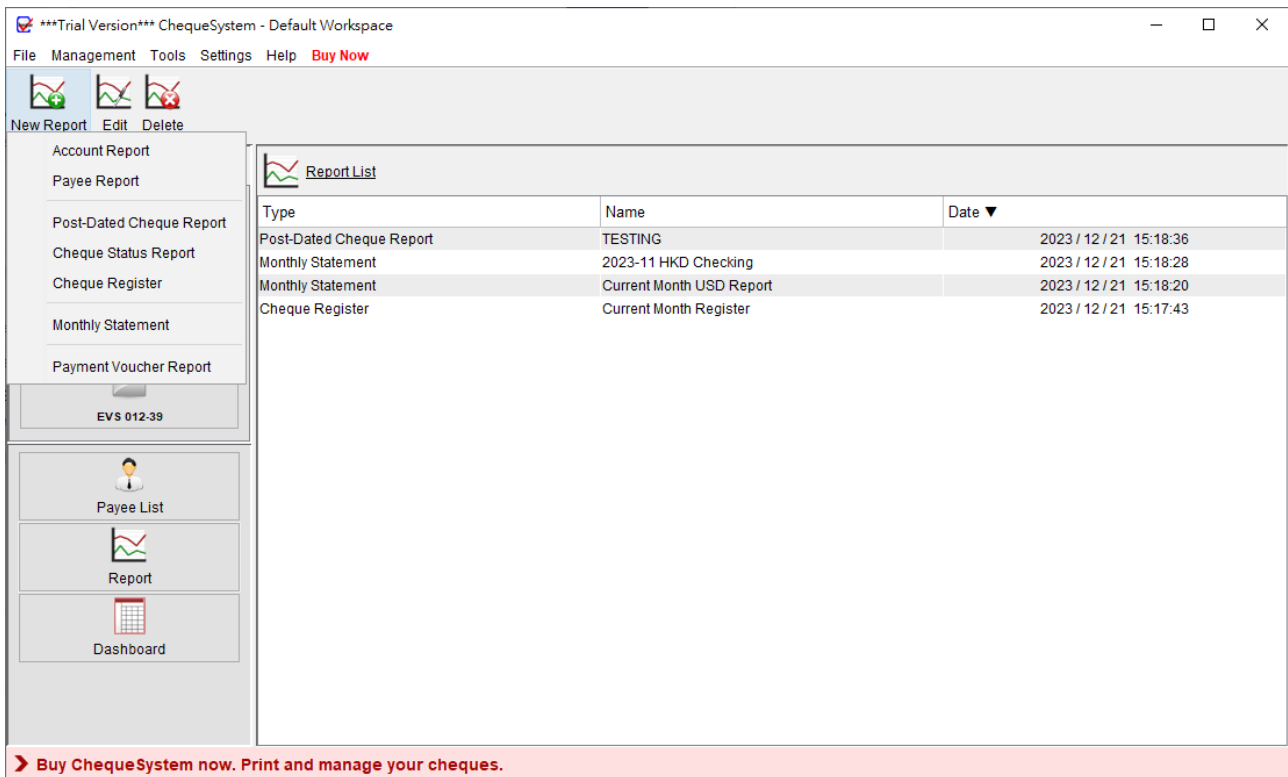 ***Trial Version*** ChequeSystem - Default Workspace
File Management Tools Settings Help Buy Now
New Report Edit Delete
Account Report
Payee Report
Post-Dated Cheque Report
Cheque Status Report
Cheque Register
Monthly Statement
Payment Voucher Report
EVS 012-39
Payee List
Report
Dashboard
Report List
Type Name Date ▼
Post-Dated Cheque Report TESTING 2023 / 12 / 21 15:18:36
Monthly Statement 2023-11 HKD Checking 2023 / 12 / 21 15:18:28
Monthly Statement Current Month USD Report 2023 / 12 / 21 15:18:20
Cheque Register Current Month Register 2023 / 12 / 21 15:17:43
Buy ChequeSystem now. Print and manage your cheques.